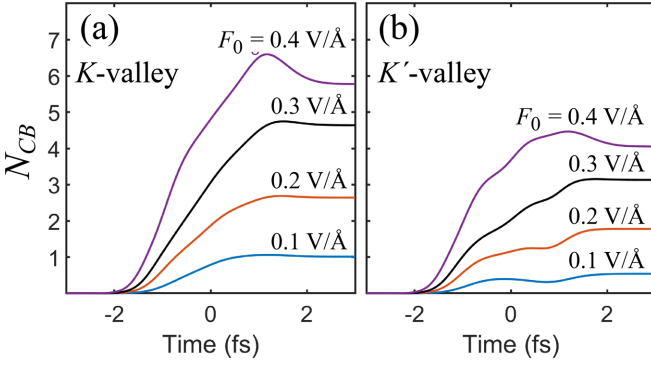 (a)
F₀ = 0.4 V/Å
K-valley
0.3 V/Å
0.2 V/Å
0.1 V/Å
N_CB
7
6
5
4
3
2
1
-2
0
2
Time (fs)
(b)
K´-valley
F₀ = 0.4 V/Å
0.3 V/Å
0.2 V/Å
0.1 V/Å
-2
0
2
Time (fs)